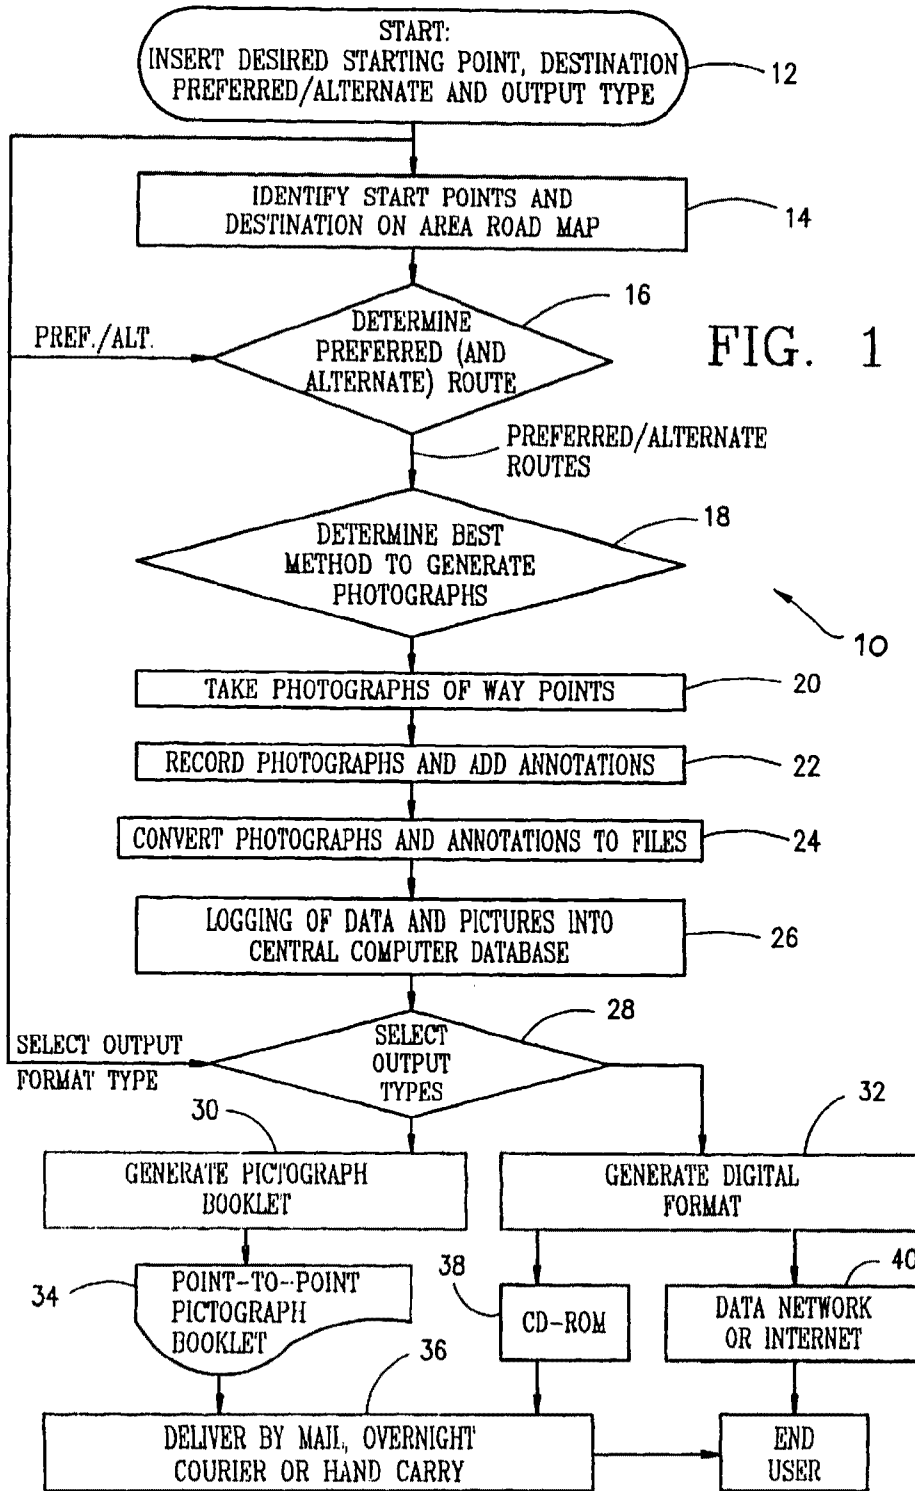 START:
INSERT DESIRED STARTING POINT, DESTINATION
PREFERRED/ALTERNATE AND OUTPUT TYPE
12
IDENTIFY START POINTS AND
DESTINATION ON AREA ROAD MAP
14
16
PREF./ALT.
DETERMINE
PREFERRED (AND
ALTERNATE) ROUTE
FIG. 1
PREFERRED/ALTERNATE
ROUTES
18
DETERMINE BEST
METHOD TO GENERATE
PHOTOGRAPHS
10
TAKE PHOTOGRAPHS OF WAY POINTS
20
RECORD PHOTOGRAPHS AND ADD ANNOTATIONS
22
CONVERT PHOTOGRAPHS AND ANNOTATIONS TO FILES
24
LOGGING OF DATA AND PICTURES INTO
CENTRAL COMPUTER DATABASE
26
28
SELECT OUTPUT
FORMAT TYPE
SELECT
OUTPUT
TYPES
30
32
GENERATE PICTOGRAPH
BOOKLET
GENERATE DIGITAL
FORMAT
34
POINT-TO-POINT
PICTOGRAPH
BOOKLET
38
CD-ROM
40
DATA NETWORK
OR INTERNET
36
DELIVER BY MAIL, OVERNIGHT
COURIER OR HAND CARRY
END
USER